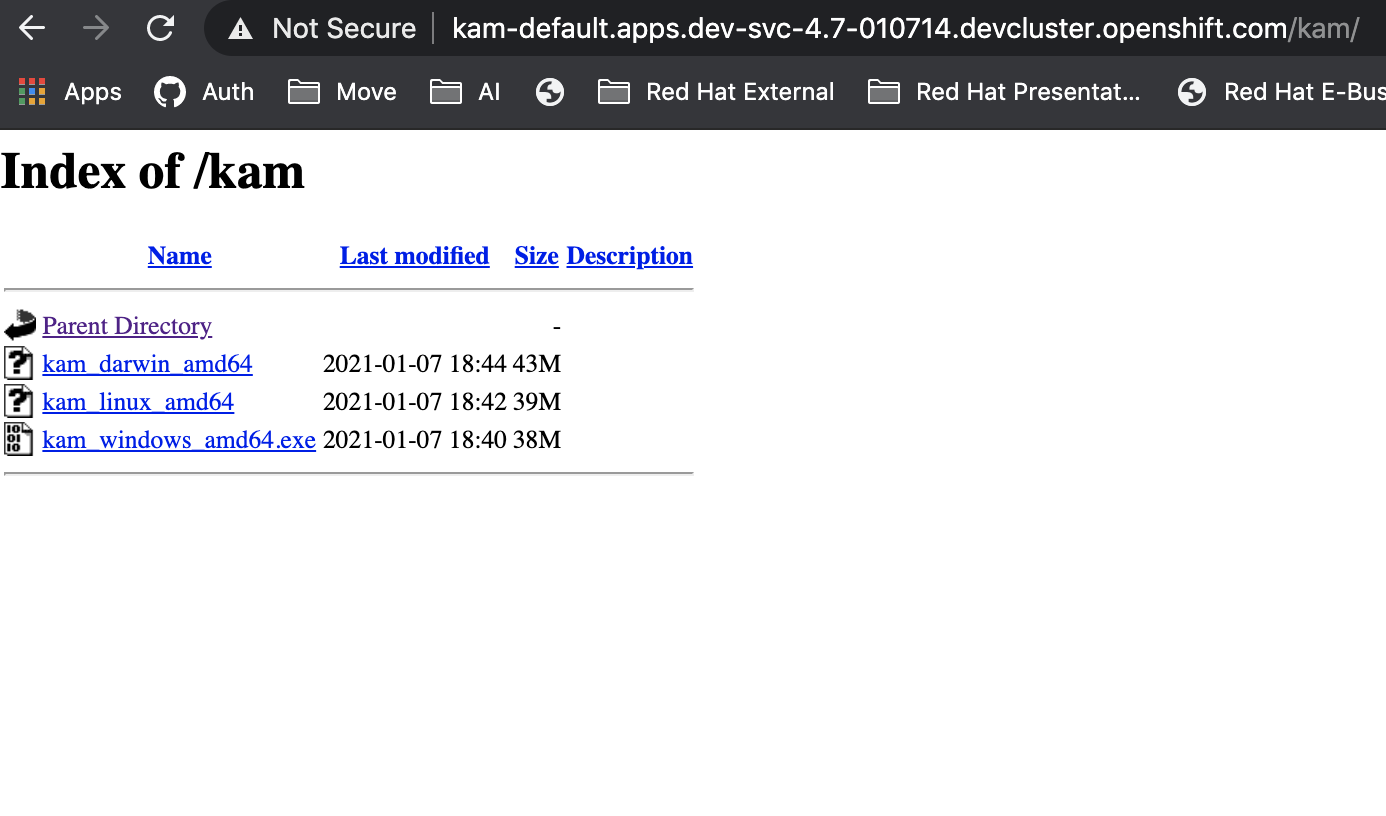 Not Secure kam-default.apps.dev-svc-4.7-010714.devcluster.openshift.com/kam/
Apps Auth Move AI Red Hat External Red Hat Presentat... Red Hat E-Bus
Index of /kam
Name Last modified Size Description
Parent Directory -
kam_darwin_amd64 2021-01-07 18:44 43M
kam_linux_amd64 2021-01-07 18:42 39M
kam_windows_amd64.exe 2021-01-07 18:40 38M